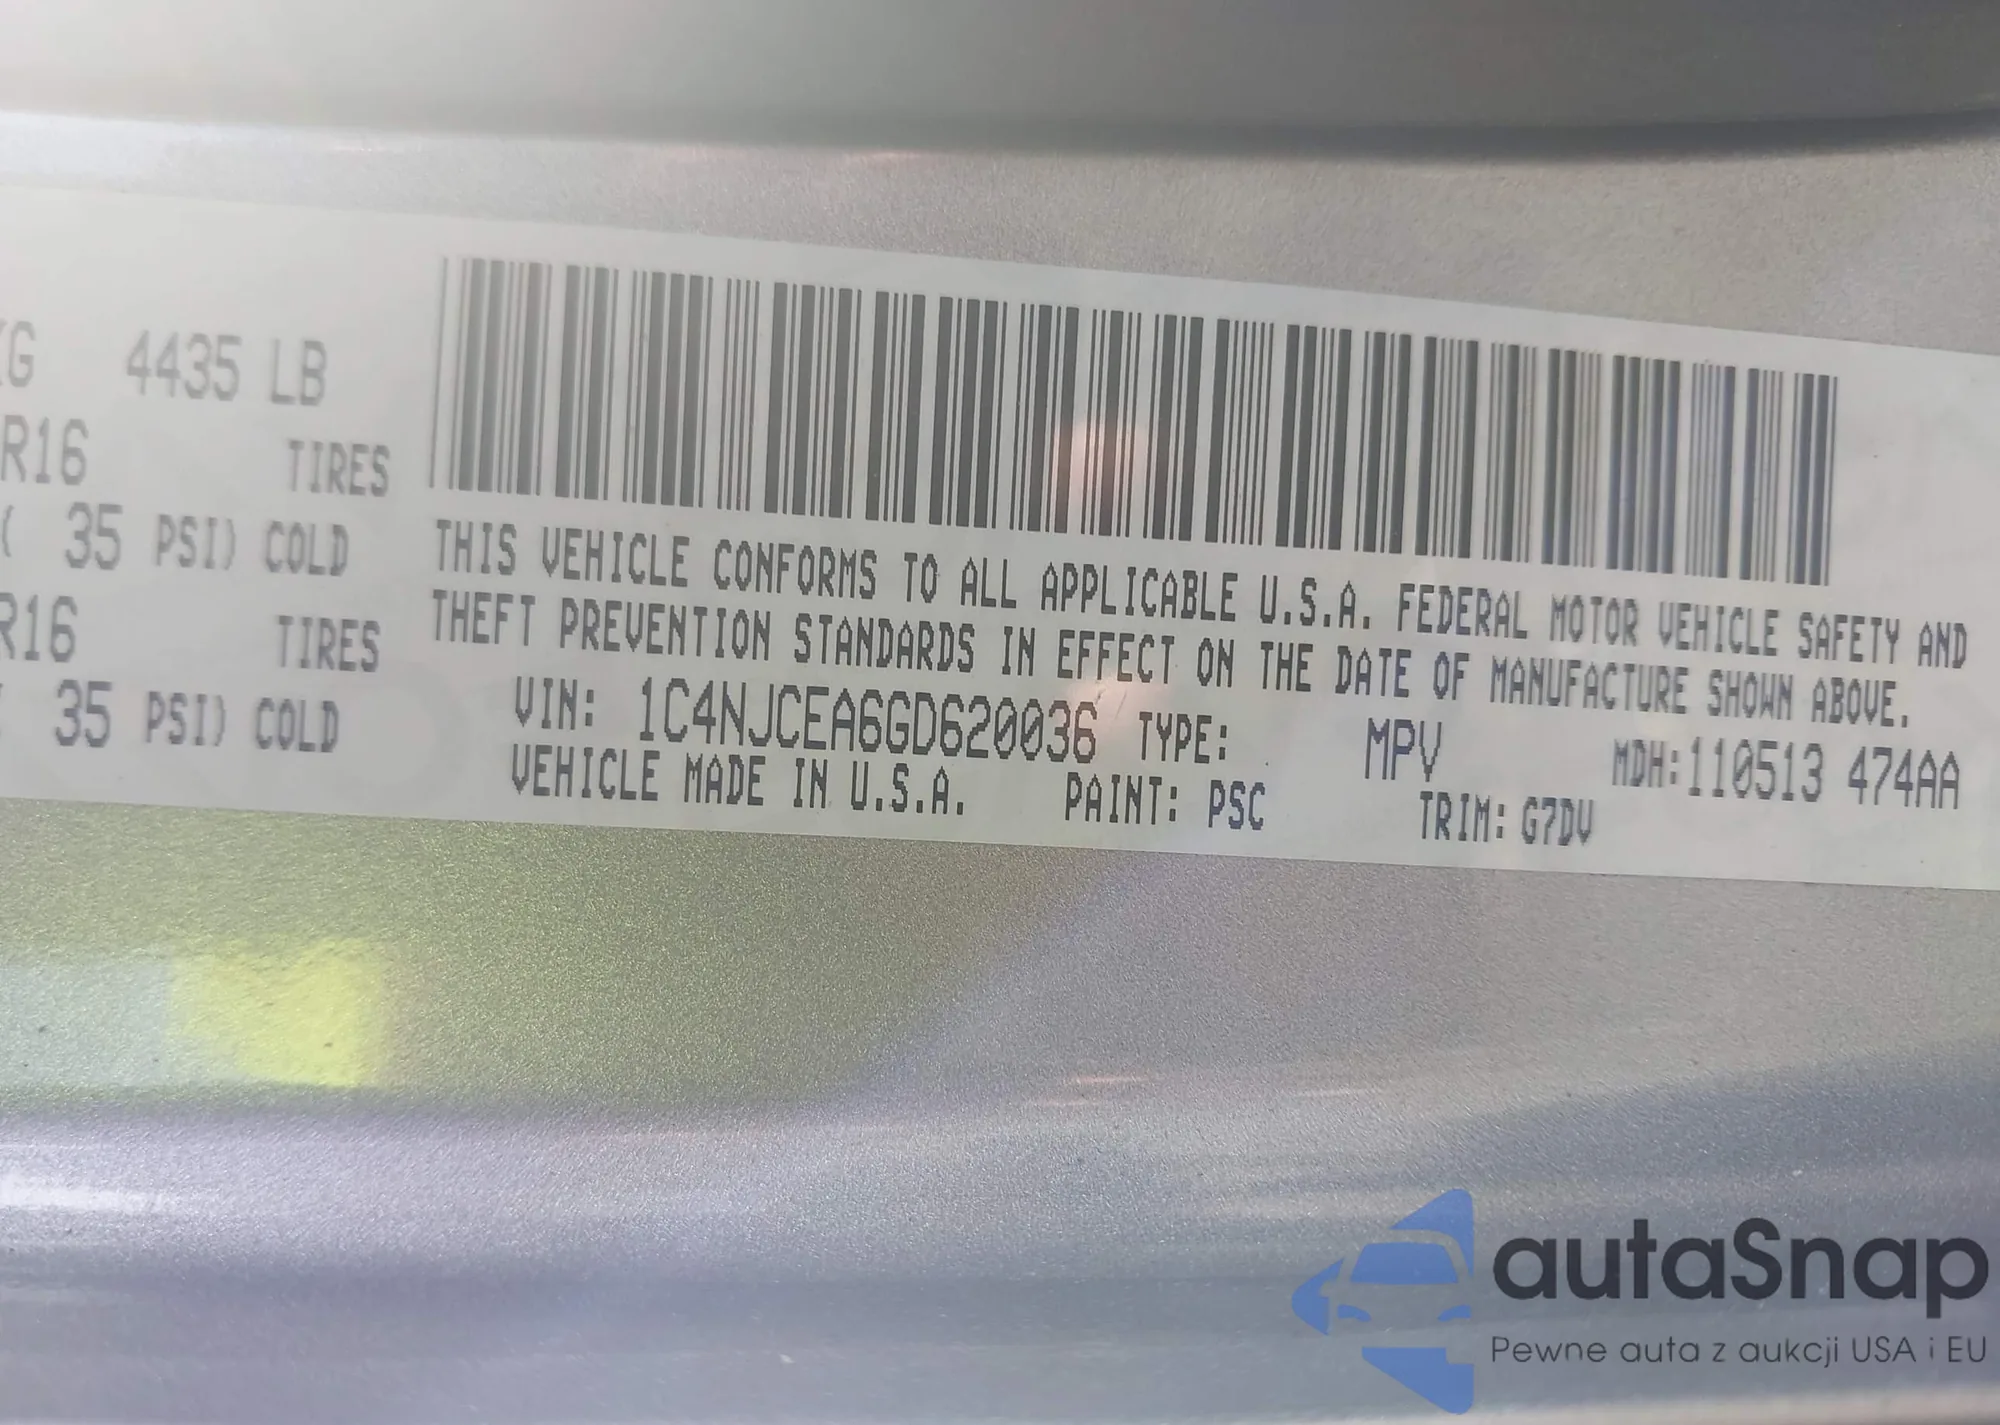 KG 4435 LB
R16 TIRES
( 35 PSI) COLD
R16 TIRES
( 35 PSI) COLD
THIS VEHICLE CONFORMS TO ALL APPLICABLE U.S.A. FEDERAL MOTOR VEHICLE SAFETY AND
THEFT PREVENTION STANDARDS IN EFFECT ON THE DATE OF MANUFACTURE SHOWN ABOVE.
VIN: 1C4NJCEA6GD620036 TYPE: MPV MDH:110513 474AA
VEHICLE MADE IN U.S.A. PAINT: PSC TRIM: G7DV
autaSnap
Pewne auta z aukcji USA i EU